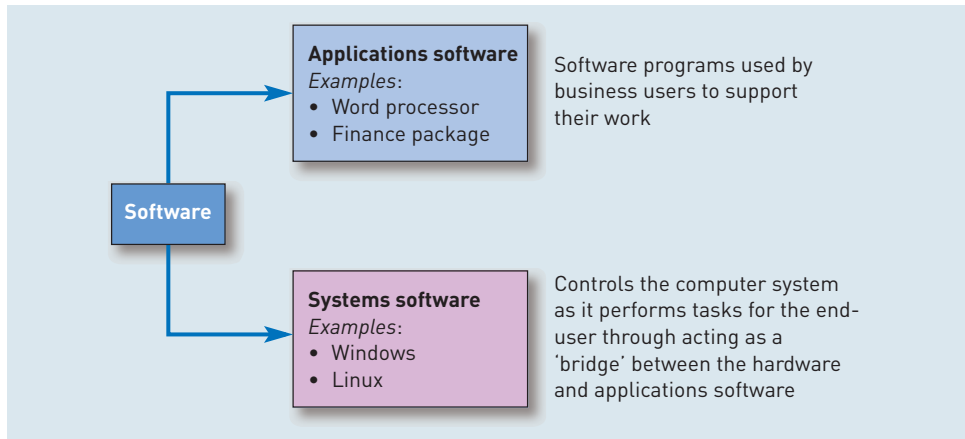 Applications software
Examples:
• Word processor
• Finance package
Software programs used by
business users to support
their work
Software
Systems software
Examples:
• Windows
• Linux
Controls the computer system
as it performs tasks for the end-
user through acting as a
‘bridge’ between the hardware
and applications software